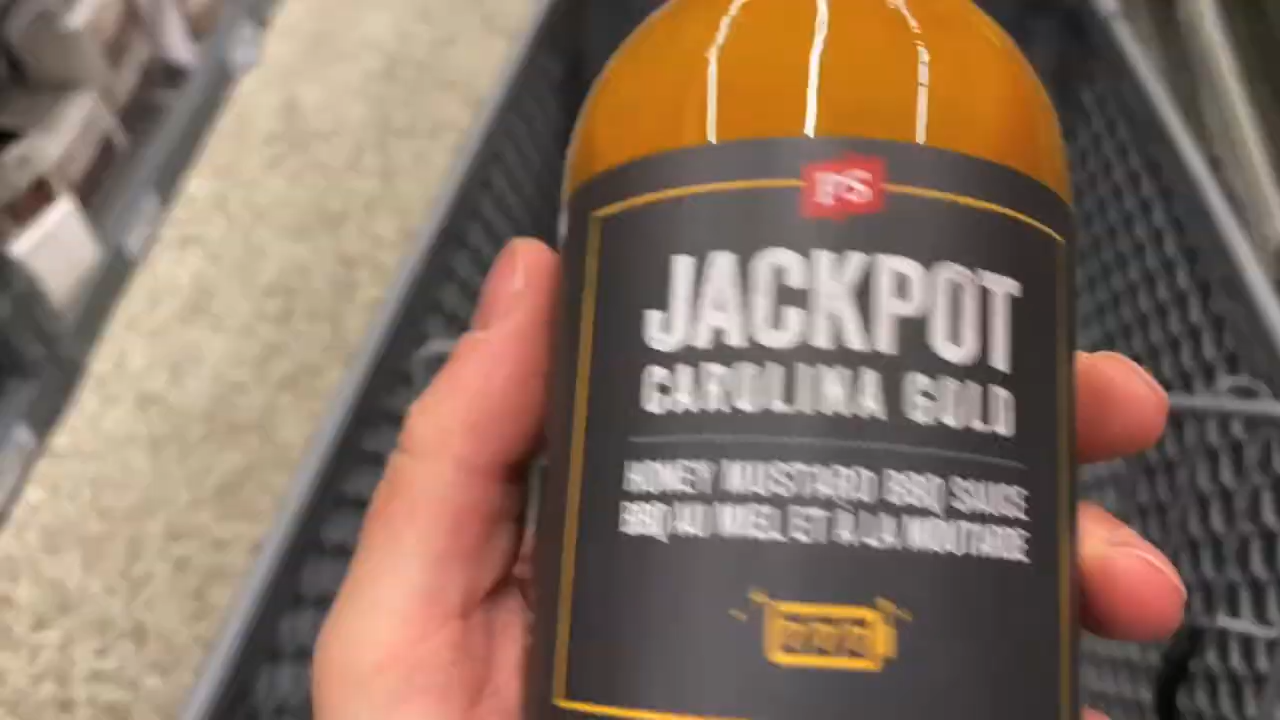 PS
JACKPOT
CAROLINA GOLD
HONEY MUSTARD BBQ SAUCE
BBQ AU MIEL ET À LA MOUTARDE